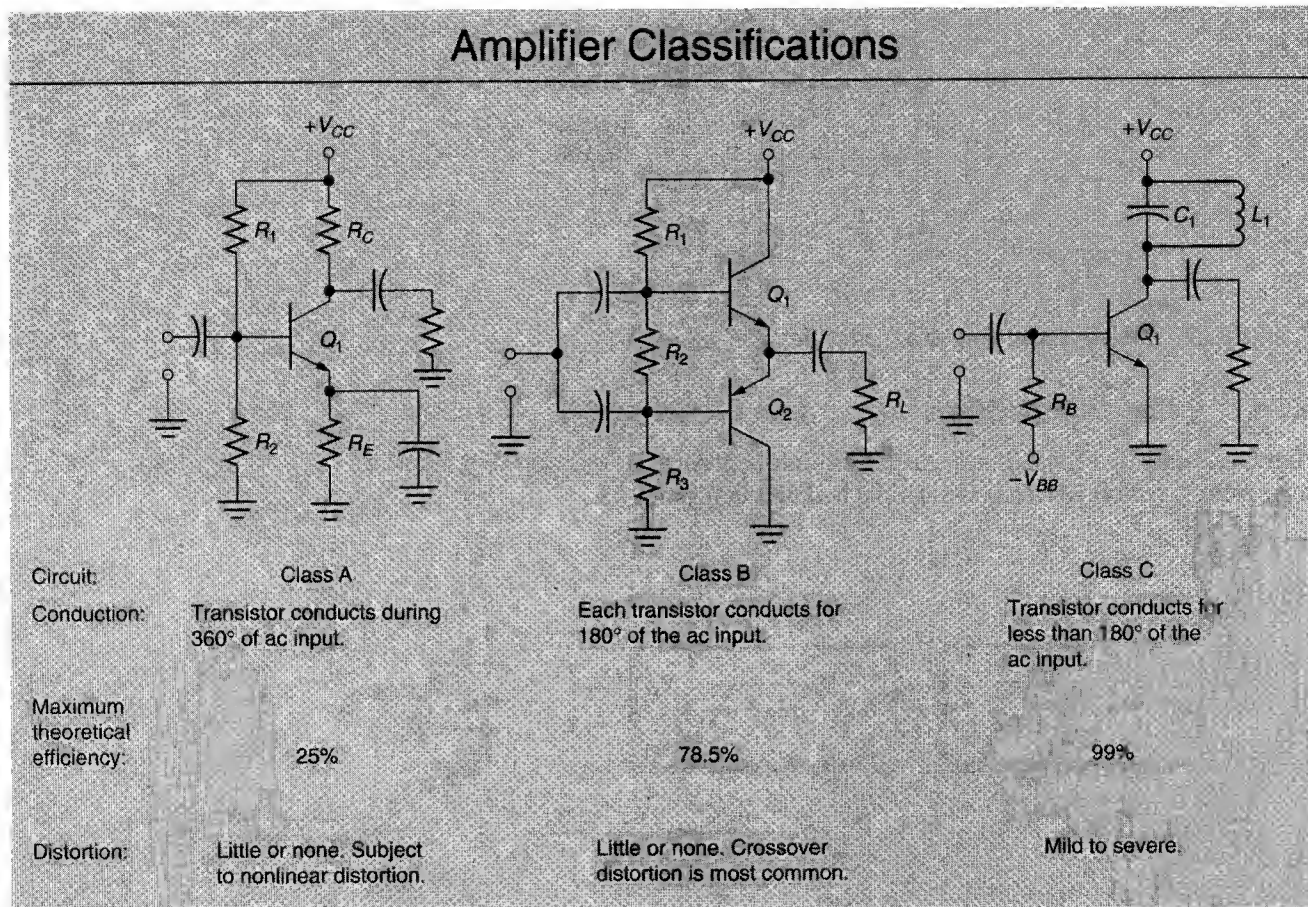 Amplifier Classifications
+VCC
R1
RC
Q1
R2
RE
+VCC
R1
Q1
R2
Q2
RL
R3
+VCC
C1
L1
Q1
RB
−VBB
Circuit:
Class A
Class B
Class C
Conduction:
Transistor conducts during
360° of ac input.
Each transistor conducts for
180° of the ac input.
Transistor conducts for
less than 180° of the
ac input.
Maximum
theoretical
efficiency:
25%
78.5%
99%
Distortion:
Little or none. Subject
to nonlinear distortion.
Little or none. Crossover
distortion is most common.
Mild to severe.